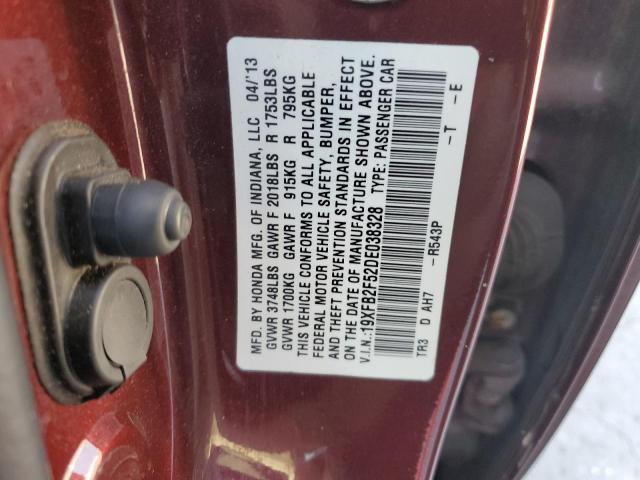 MFD. BY HONDA MFG. OF INDIANA, LLC 04/'13
GVWR 3748LBS GAWR F 2018LBS R 1753LBS
GVWR 1700KG GAWR F 915KG R 795KG
THIS VEHICLE CONFORMS TO ALL APPLICABLE
FEDERAL MOTOR VEHICLE SAFETY, BUMPER,
AND THEFT PREVENTION STANDARDS IN EFFECT
ON THE DATE OF MANUFACTURE SHOWN ABOVE.
V.I.N.:19XFB2F52DE038328 TYPE: PASSENGER CAR
TR3 D AH7 -R543P -T -E